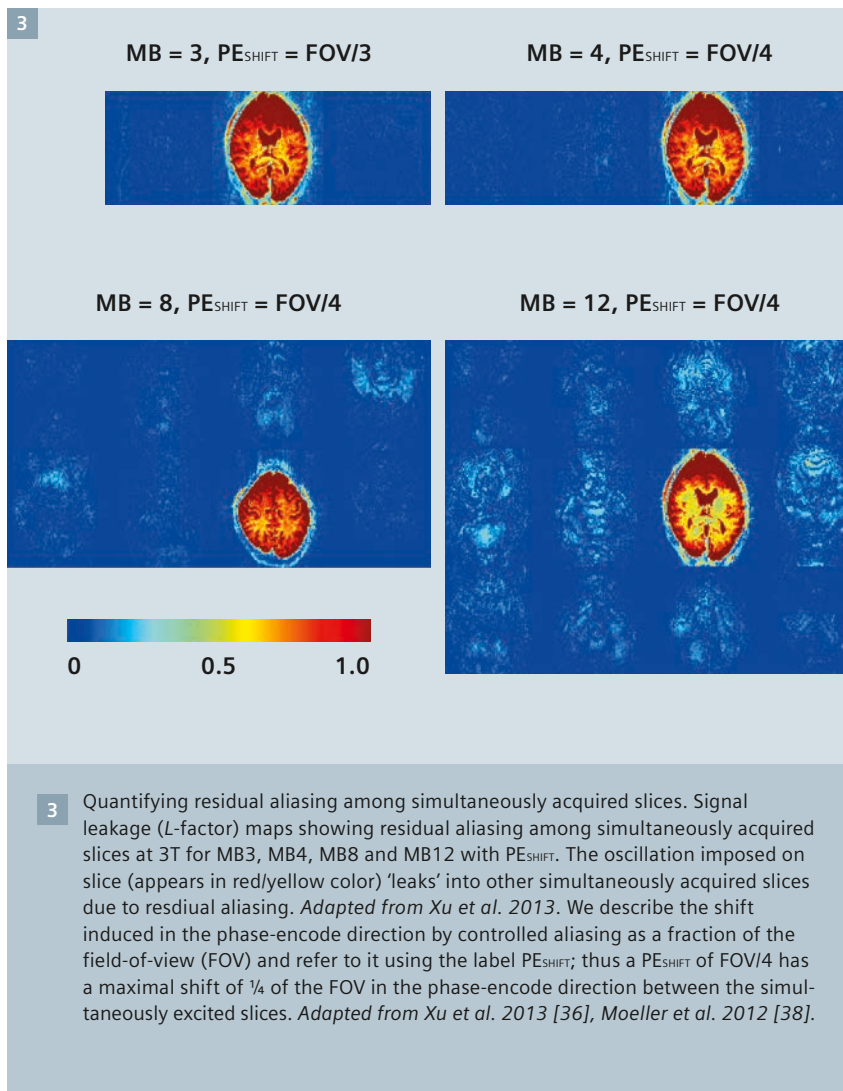 3
MB = 3, PESHIFT = FOV/3
MB = 4, PESHIFT = FOV/4
MB = 8, PESHIFT = FOV/4
MB = 12, PESHIFT = FOV/4
0 0.5 1.0
3
Quantifying residual aliasing among simultaneously acquired slices. Signal
leakage (L-factor) maps showing residual aliasing among simultaneously acquired
slices at 3T for MB3, MB4, MB8 and MB12 with PESHIFT. The oscillation imposed on
slice (appears in red/yellow color) ‘leaks’ into other simultaneously acquired slices
due to resdiual aliasing. Adapted from Xu et al. 2013. We describe the shift
induced in the phase-encode direction by controlled aliasing as a fraction of the
field-of-view (FOV) and refer to it using the label PESHIFT; thus a PESHIFT of FOV/4 has
a maximal shift of ¼ of the FOV in the phase-encode direction between the simul-
taneously excited slices. Adapted from Xu et al. 2013 [36], Moeller et al. 2012 [38].